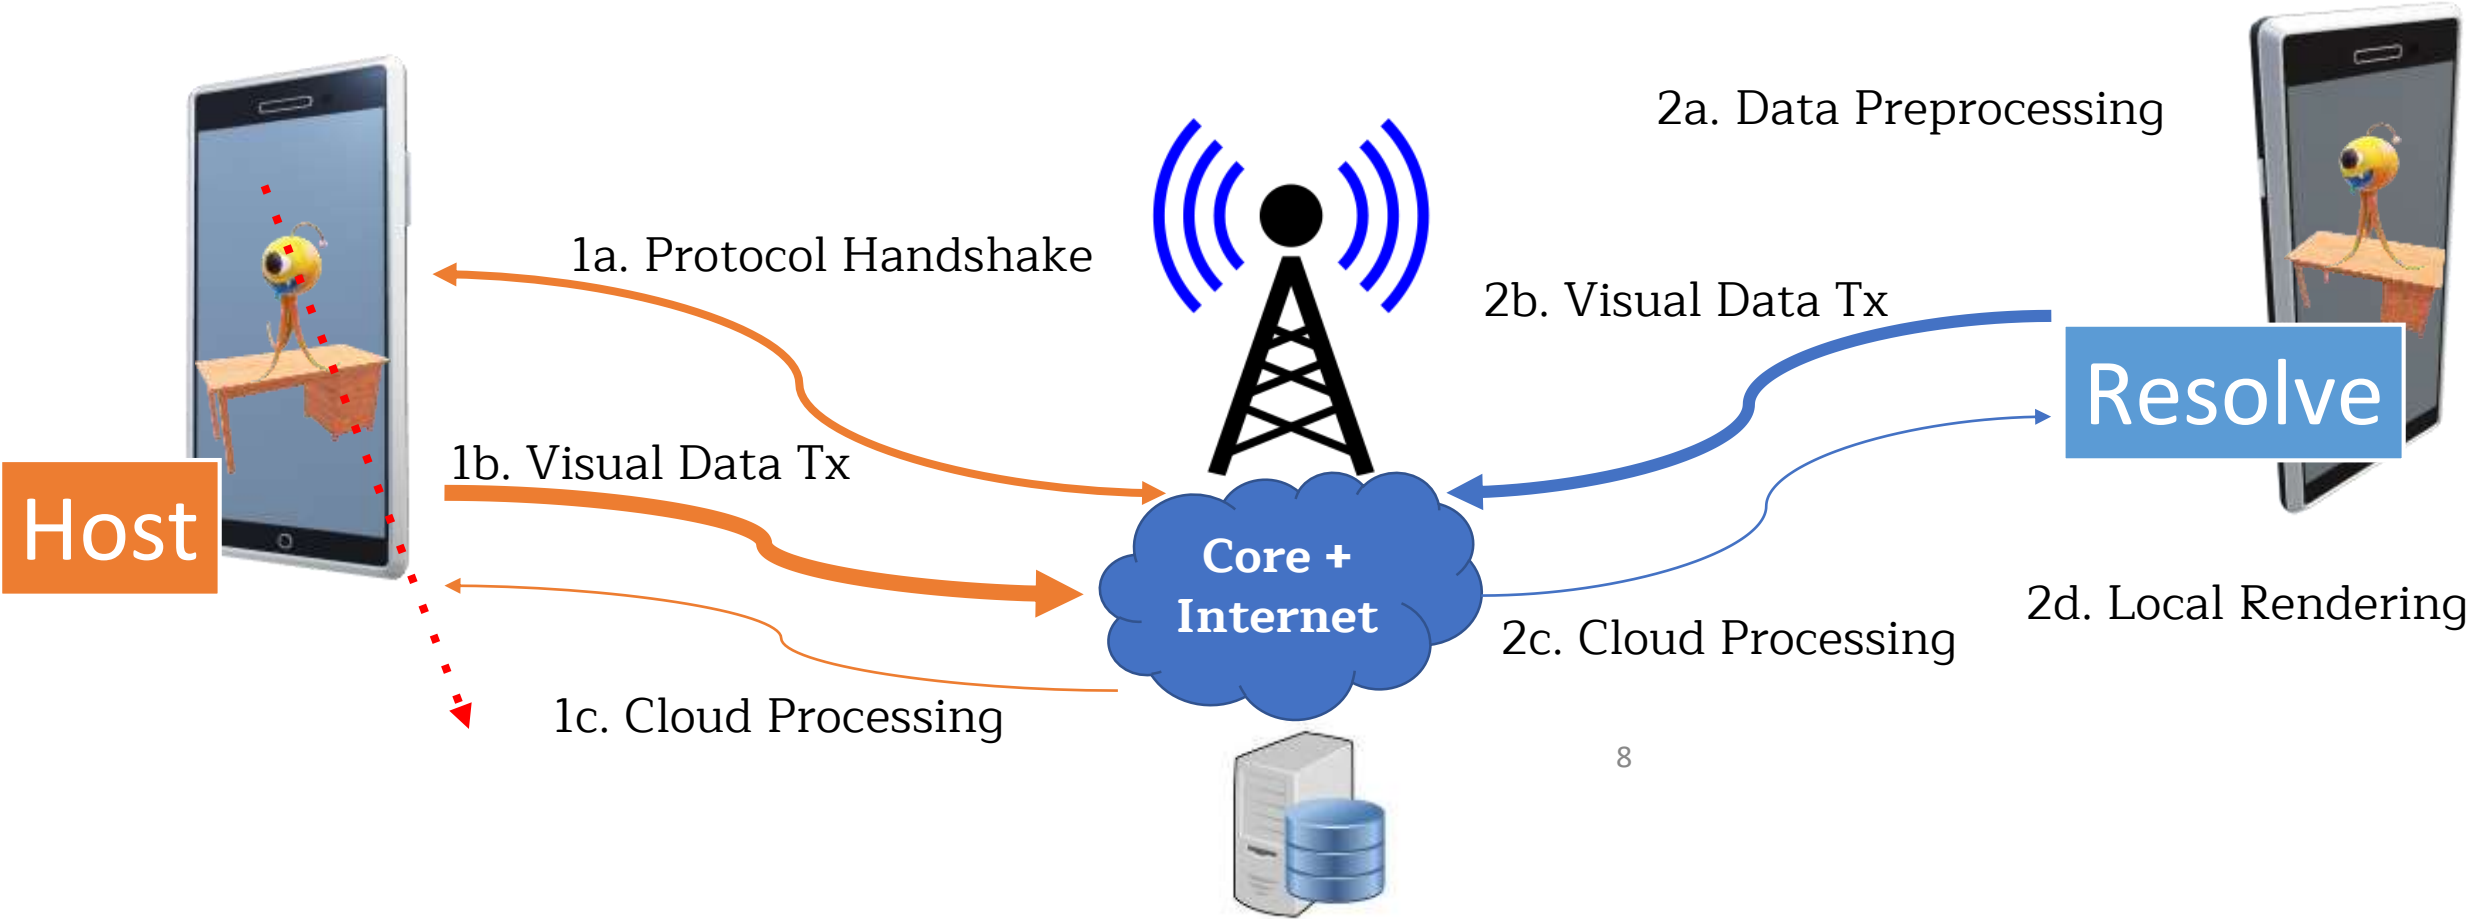 2a. Data Preprocessing
1a. Protocol Handshake
2b. Visual Data Tx
Resolve
1b. Visual Data Tx
Host
Core +
Internet
2d. Local Rendering
2c. Cloud Processing
1c. Cloud Processing
8